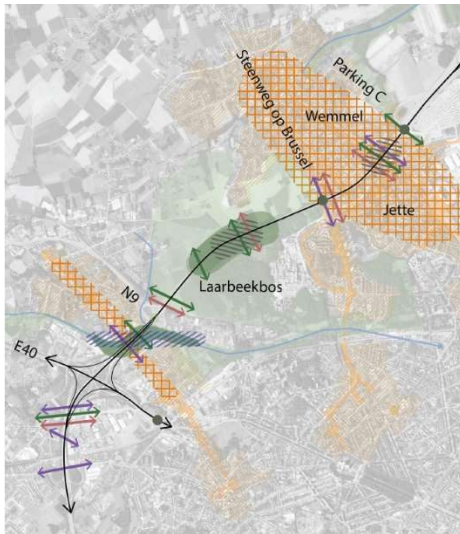 Parking C
Steenweg op Brussel
Wemmel
Jette
Laarbeekbos
N9
E40